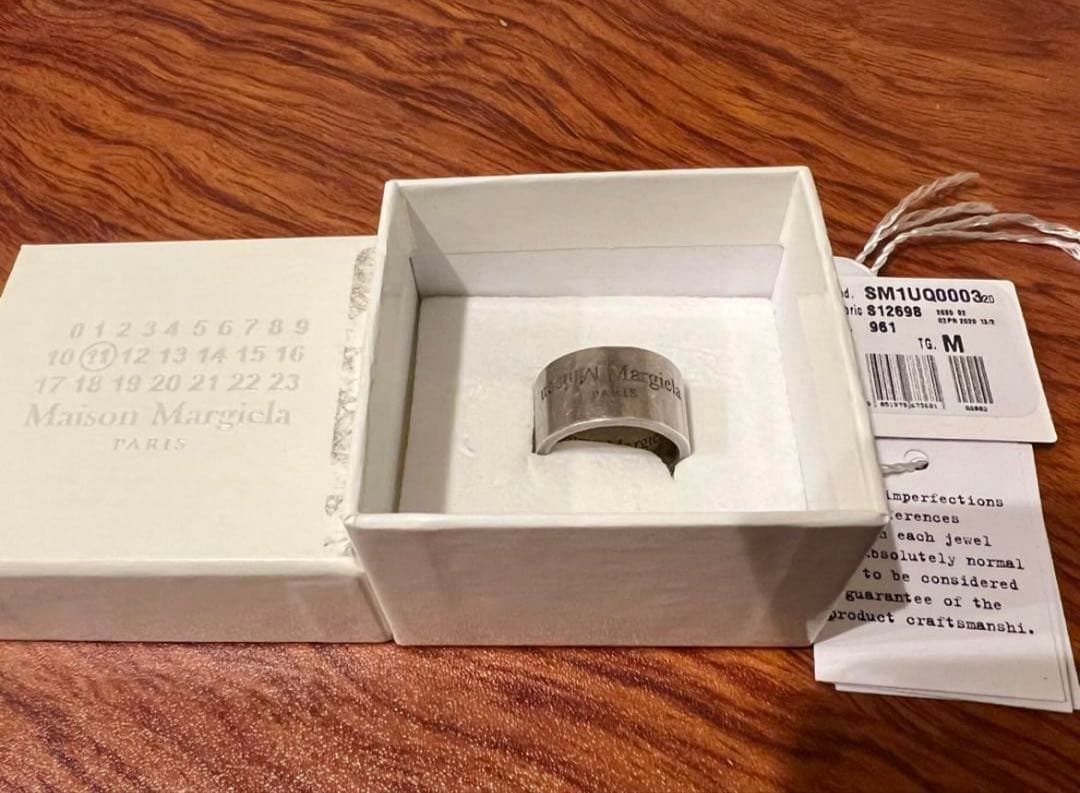 0 1 2 3 4 5 6 7 8 9
10 11 12 13 14 15 16
17 18 19 20 21 22 23
Maison Margiela
PARIS
Margiela
PARIS
SM1UQ0003
S12698
961
TG. M
imperfections
erences
each jewel
bsolutely normal
to be considered
guarantee of the
product craftsmanshi.